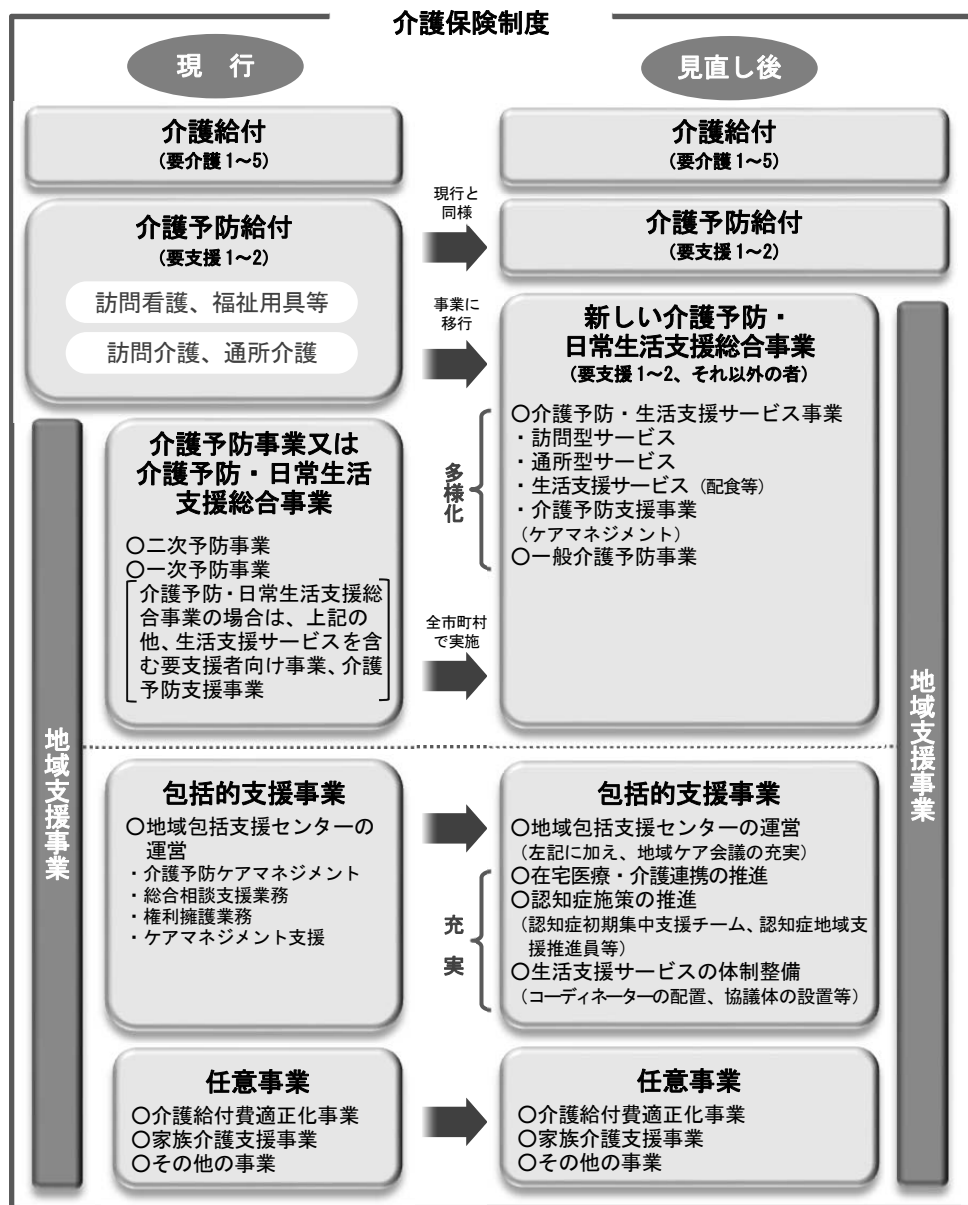 介護保険制度
現　行
介護給付
（要介護1～5）
介護予防給付
（要支援1～2）
訪問看護、福祉用具等
訪問介護、通所介護
地域支援事業
介護予防事業又は
介護予防・日常生活
支援総合事業
〇二次予防事業
〇一次予防事業
介護予防・日常生活支援総
合事業の場合は、上記の
他、生活支援サービスを含
む要支援者向け事業、介護
予防支援事業
包括的支援事業
〇地域包括支援センターの
運営
・介護予防ケアマネジメント
・総合相談支援業務
・権利擁護業務
・ケアマネジメント支援
任意事業
〇介護給付費適正化事業
〇家族介護支援事業
〇その他の事業
現行と
同様
事業に
移行
多様化
全市町村
で実施
充実
見直し後
介護給付
（要介護1～5）
介護予防給付
（要支援1～2）
新しい介護予防・
日常生活支援総合事業
（要支援1～2、それ以外の者）
〇介護予防・生活支援サービス事業
・訪問型サービス
・通所型サービス
・生活支援サービス（配食等）
・介護予防支援事業
（ケアマネジメント）
〇一般介護予防事業
包括的支援事業
〇地域包括支援センターの運営
（左記に加え、地域ケア会議の充実）
〇在宅医療・介護連携の推進
〇認知症施策の推進
（認知症初期集中支援チーム、認知症地域支
援推進員等）
〇生活支援サービスの体制整備
（コーディネーターの配置、協議体の設置等）
任意事業
〇介護給付費適正化事業
〇家族介護支援事業
〇その他の事業
地域支援事業